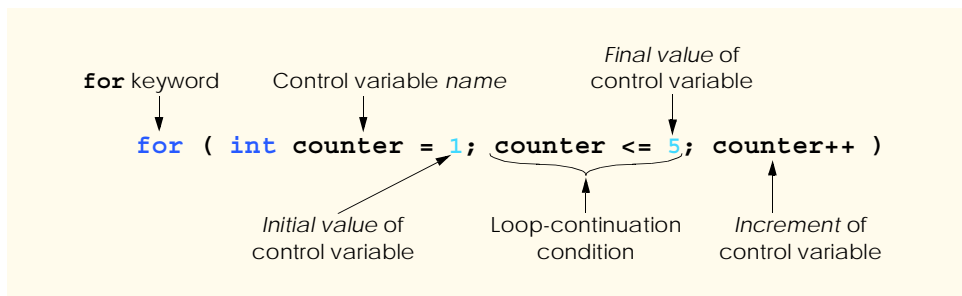 Final value of
control variable
for keyword
Control variable name
for ( int counter = 1; counter <= 5; counter++ )
Initial value of
control variable
Loop-continuation
condition
Increment of
control variable